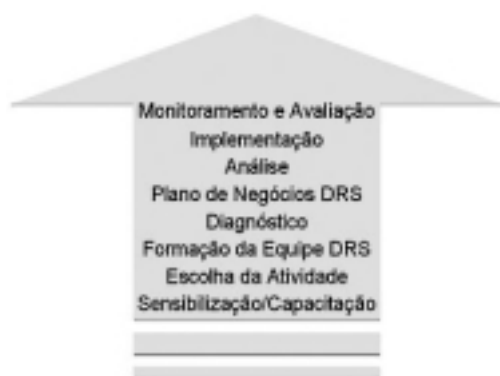 Monitoramento e Avaliação
Implementação
Análise
Plano de Negócios DRS
Diagnóstico
Formação da Equipe DRS
Escolha da Atividade
Sensibilização/Capacitação